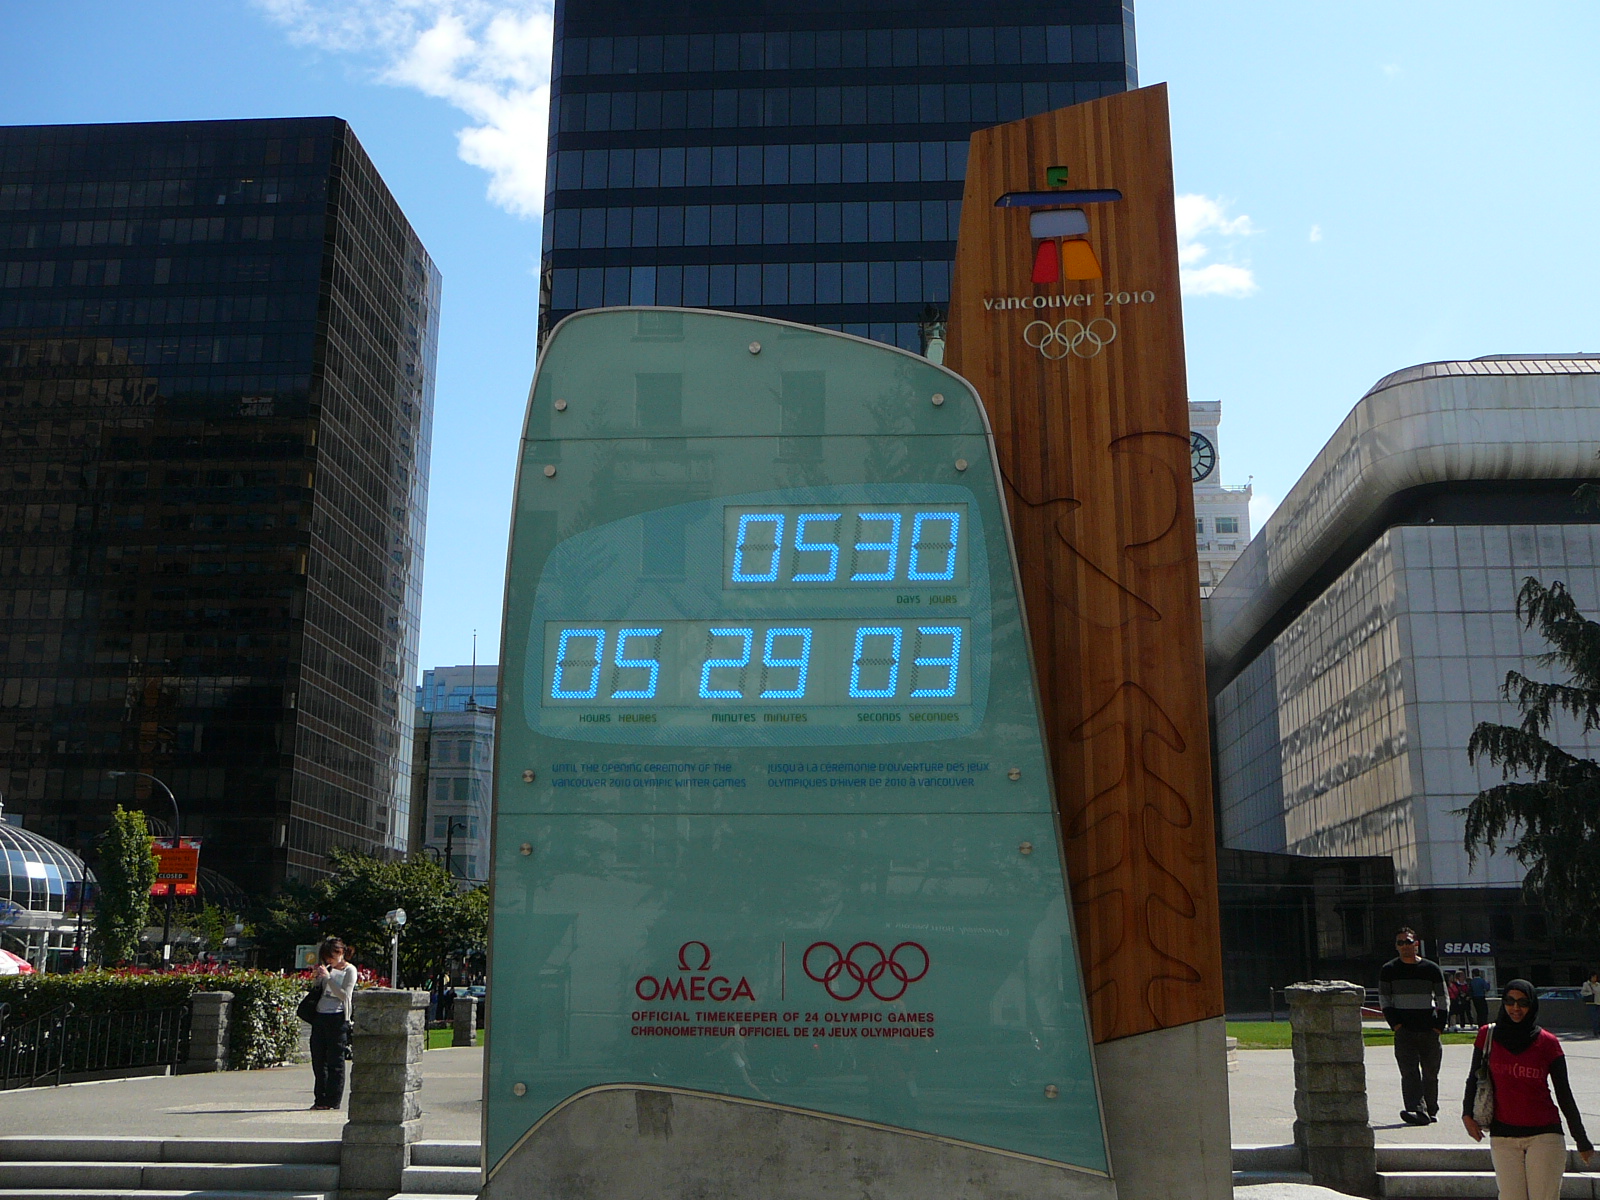 vancouver 2010
0530
DAYS JOURS
05 29 03
HOURS HEURES MINUTES MINUTES SECONDS SECONDES
UNTIL THE OPENING CEREMONY OF THE
VANCOUVER 2010 OLYMPIC WINTER GAMES
JUSQU'À LA CÉRÉMONIE D'OUVERTURE DES JEUX
OLYMPIQUES D'HIVER DE 2010 À VANCOUVER
Ω
OMEGA
OFFICIAL TIMEKEEPER OF 24 OLYMPIC GAMES
CHRONOMETREUR OFFICIEL DE 24 JEUX OLYMPIQUES
SEARS
CLOSED
(RED)